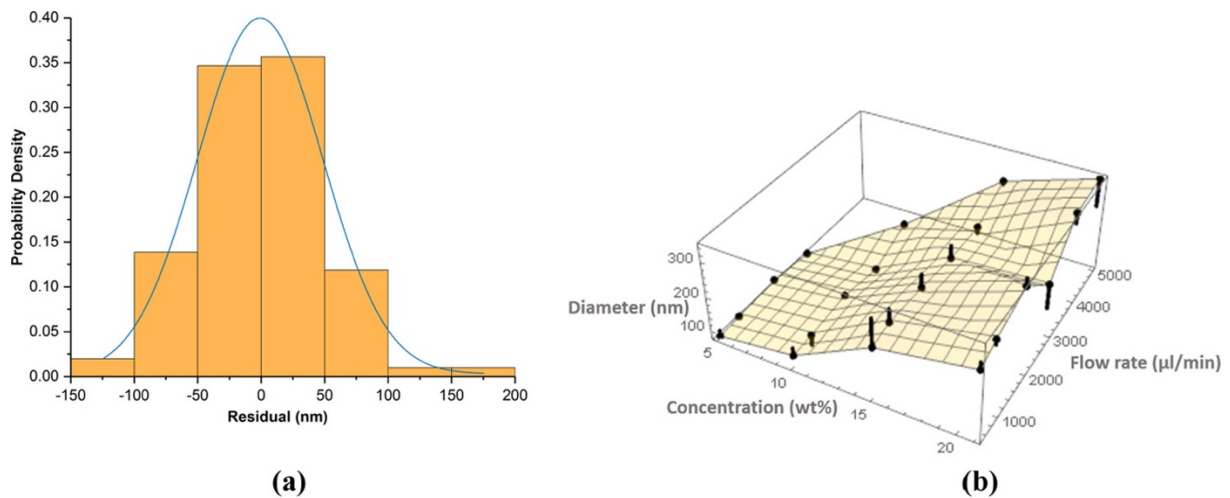 0.40
0.35
0.30
0.25
0.20
0.15
0.10
0.05
0.00
Probability Density
-150 -100 -50 0 50 100 150 200
Residual (nm)
(a)
300
200
100
Diameter (nm)
5
10
15
20
Concentration (wt%)
5000
4000
3000
2000
1000
Flow rate (µl/min)
(b)